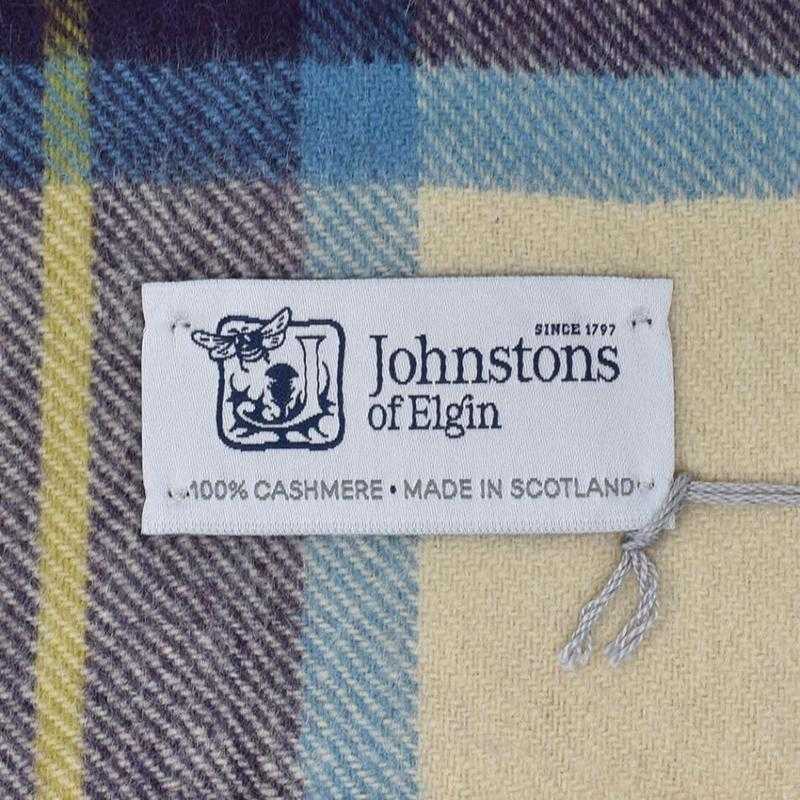 SINCE 1797
Johnstons
of Elgin
100% CASHMERE • MADE IN SCOTLAND